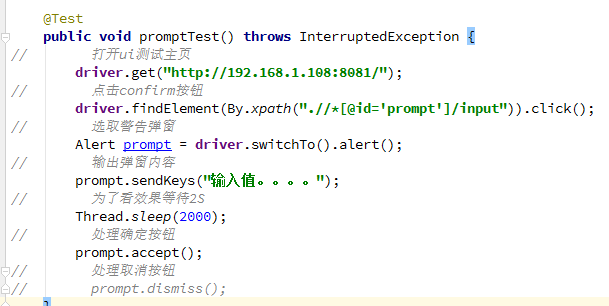 @Test
public void promptTest() throws InterruptedException {
// 打开ui测试主页
driver.get("http://192.168.1.108:8081/");
// 点击confirm按钮
driver.findElement(By.xpath(".//*[@id='prompt']/input")).click();
// 选取警告弹窗
Alert prompt = driver.switchTo().alert();
// 输出弹窗内容
prompt.sendKeys("输入值。。。。");
// 为了看效果等待2S
Thread.sleep(2000);
// 处理确定按钮
prompt.accept();
// 处理取消按钮
// prompt.dismiss();
}